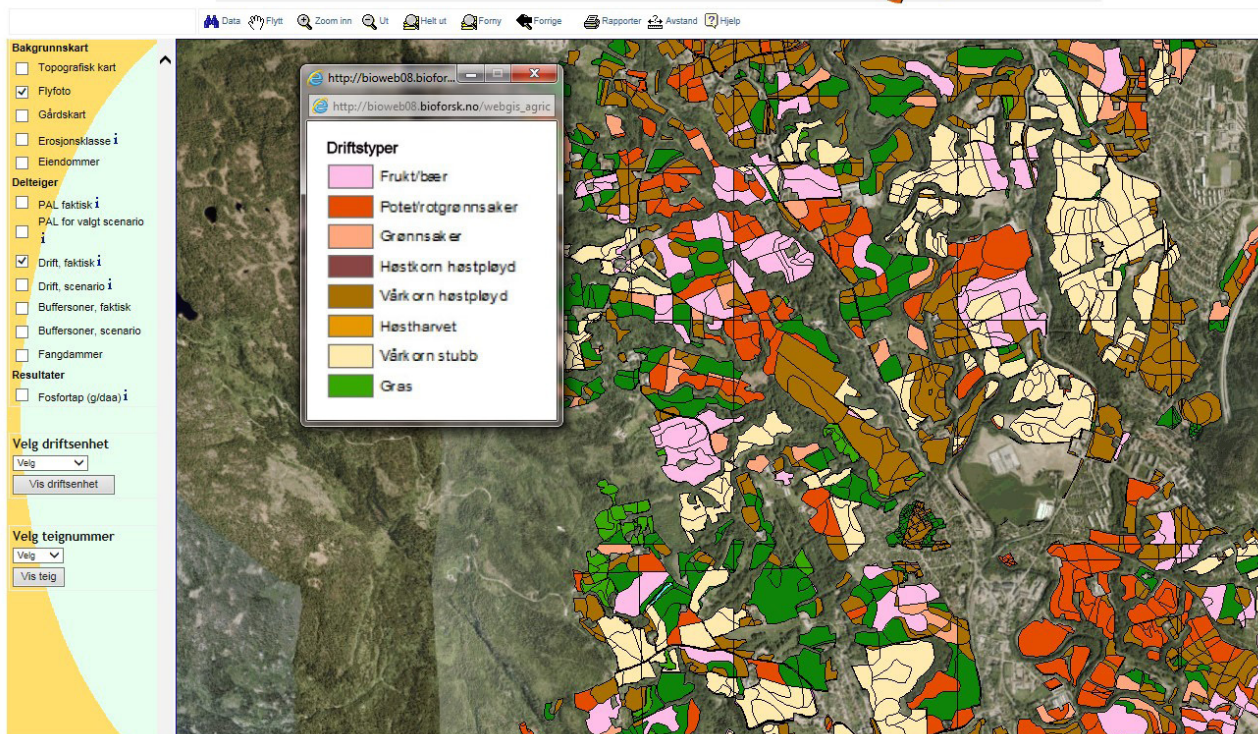 Data Flytt Zoom inn Ut Helt ut Forny Forrige Rapporter Avstand Hjelp
Bakgrunnskart
Topografisk kart
Flyfoto
Gårdskart
Erosjonsklasse i
Eiendommer
Delteiger
PAL faktisk i
PAL for valgt scenario
i
Drift, faktisk i
Drift, scenario i
Buffersoner, faktisk
Buffersoner, scenario
Fangdammer
Resultater
Fosfortap (g/daa) i
Velg driftsenhet
Velg
Vis driftsenhet
Velg teignummer
Velg
Vis teig
http://bioweb08.biofor...
http://bioweb08.bioforsk.no/webgis_agric
Driftstyper
Frukt/bær
Potet/rotgrønnsaker
Grønnsaker
Høstkorn høstpløyd
Vårkorn høstpløyd
Høstharvet
Vårkorn stubb
Gras